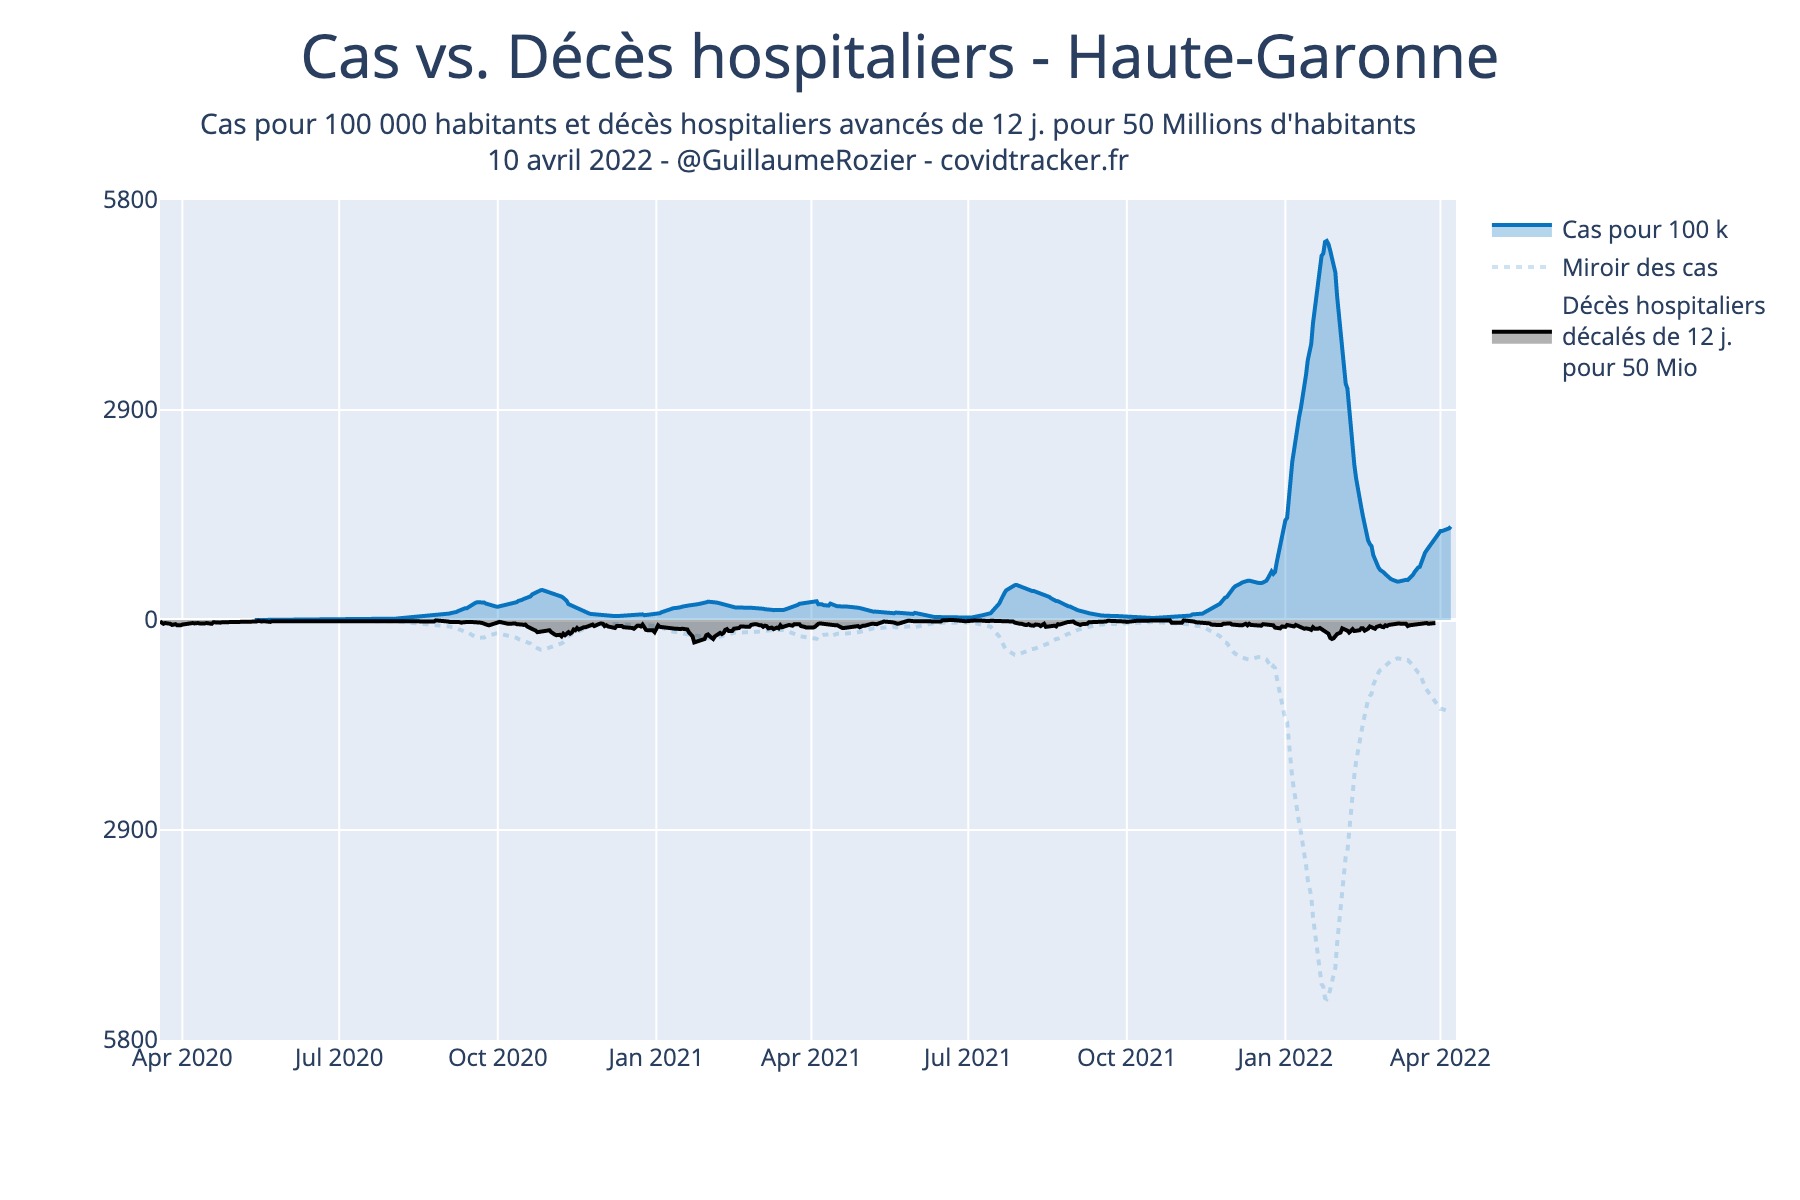 Cas vs. Décès hospitaliers - Haute-Garonne
Cas pour 100 000 habitants et décès hospitaliers avancés de 12 j. pour 50 Millions d'habitants
10 avril 2022 - @GuillaumeRozier - covidtracker.fr
5800
2900
0
2900
5800
Apr 2020
Jul 2020
Oct 2020
Jan 2021
Apr 2021
Jul 2021
Oct 2021
Jan 2022
Apr 2022
Cas pour 100 k
Miroir des cas
Décès hospitaliers
décalés de 12 j.
pour 50 Mio